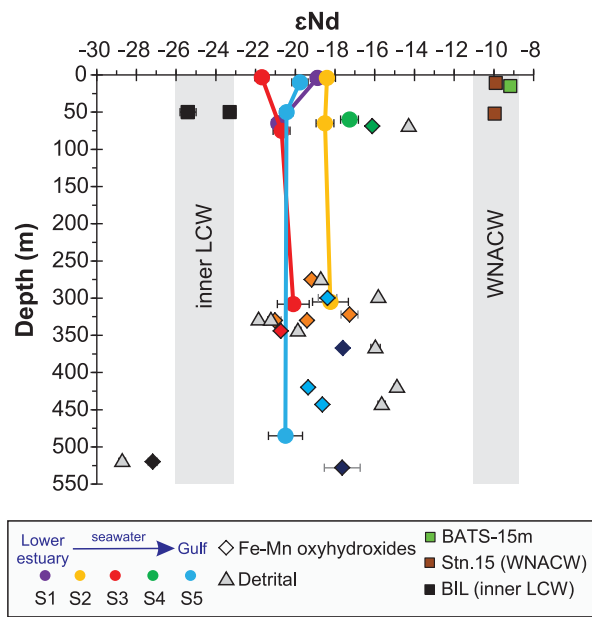 εNd
-30 -28 -26 -24 -22 -20 -18 -16 -14 -12 -10 -8
0
50
75
100
150
200
250
300
350
400
450
500
550
Depth (m)
inner LCW
WNACW
Lower estuary
seawater
Gulf
S1 S2 S3 S4 S5
Fe-Mn oxyhydroxides
Detrital
BATS-15m
Stn.15 (WNACW)
BIL (inner LCW)